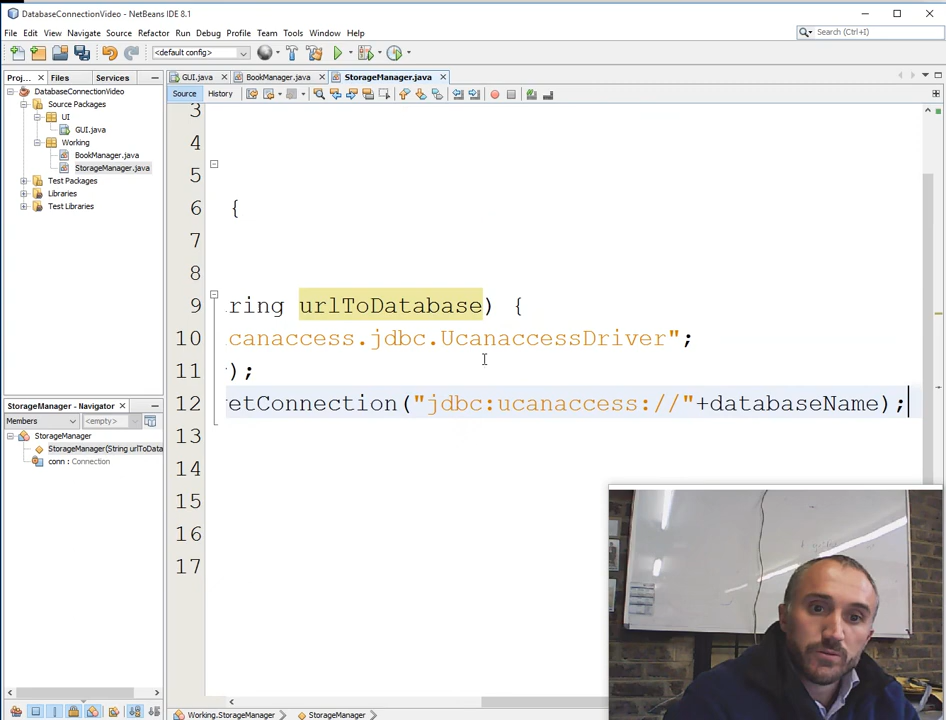 DatabaseConnectionVideo - NetBeans IDE 8.1
File Edit View Navigate Source Refactor Run Debug Profile Team Tools Window Help
<default config>
Search (Ctrl+I)
Proj... Files Services
GUI.java BookManager.java StorageManager.java
Source History
DatabaseConnectionVideo
Source Packages
UI
GUI.java
Working
BookManager.java
StorageManager.java
Test Packages
Libraries
Test Libraries
3
4
5
6 {
7
8
9 ring urlToDatabase) {
10 canaccess.jdbc.UcanaccessDriver";
11 );
12 etConnection("jdbc:ucanaccess://"+databaseName);
13
14
15
16
17
StorageManager - Navigator
Members <empty>
StorageManager
StorageManager(String urlToData
conn : Connection
Working.StorageManager StorageManager